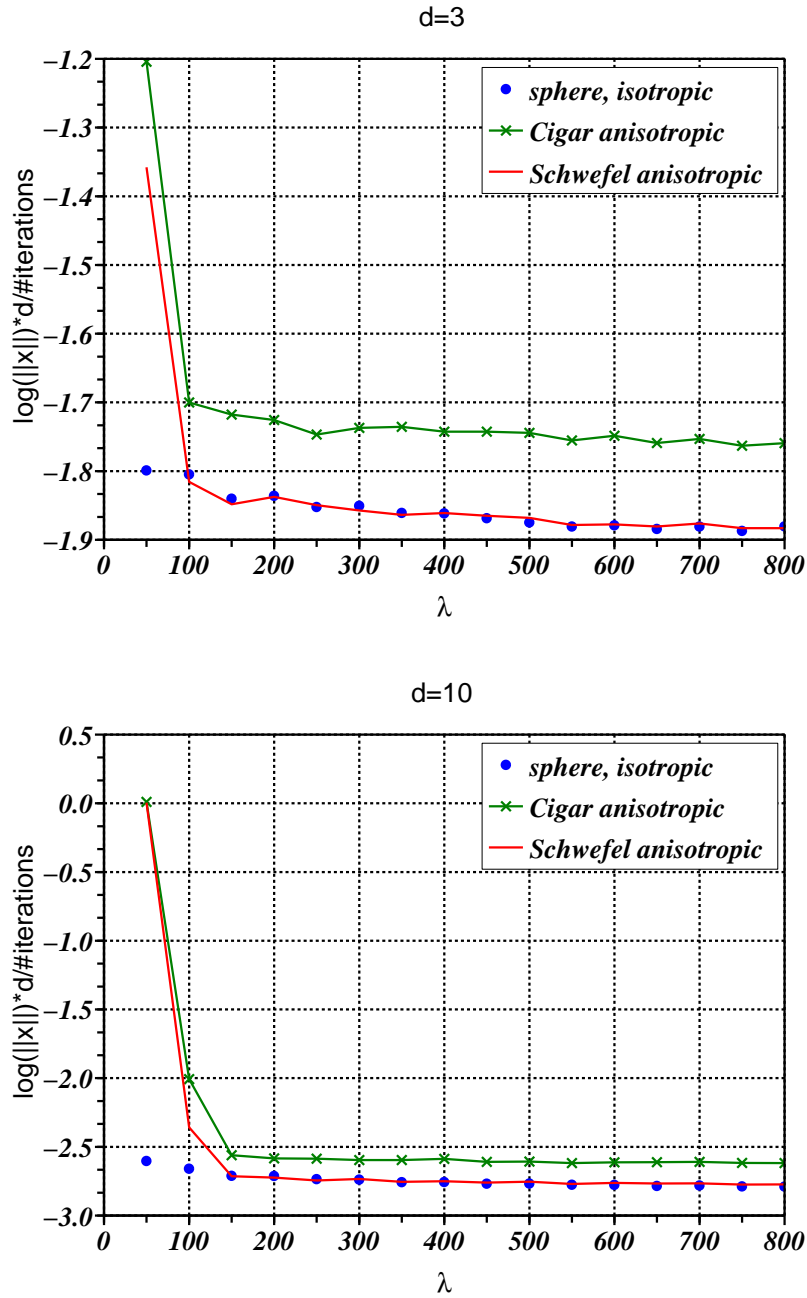 d=3
−1.2
−1.3
−1.4
−1.5
−1.6
−1.7
−1.8
−1.9
log(||x||)*d/#iterations
sphere, isotropic
Cigar anisotropic
Schwefel anisotropic
0 100 200 300 400 500 600 700 800
λ
d=10
0.5
0.0
−0.5
−1.0
−1.5
−2.0
−2.5
−3.0
log(||x||)*d/#iterations
sphere, isotropic
Cigar anisotropic
Schwefel anisotropic
0 100 200 300 400 500 600 700 800
λ